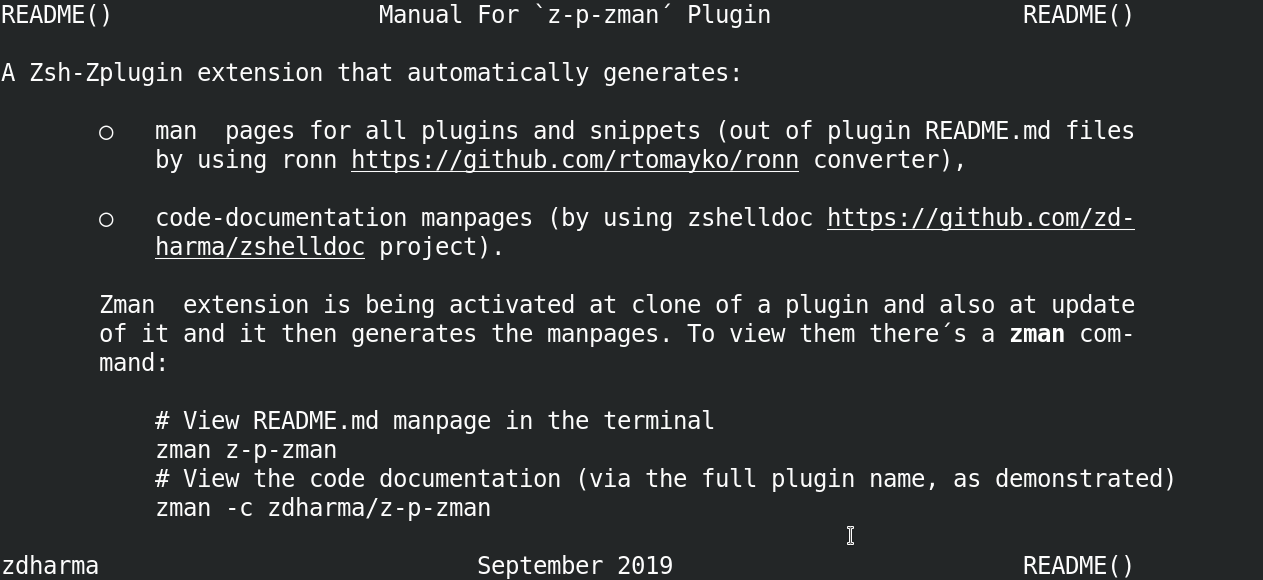 README()                   Manual For `z-p-zman´ Plugin                  README()
A Zsh-Zplugin extension that automatically generates:
○   man  pages for all plugins and snippets (out of plugin README.md files
by using ronn https://github.com/rtomayko/ronn converter),
○   code-documentation manpages (by using zshelldoc https://github.com/zd-
harma/zshelldoc project).
Zman  extension is being activated at clone of a plugin and also at update
of it and it then generates the manpages. To view them there´s a zman com-
mand:
# View README.md manpage in the terminal
zman z-p-zman
# View the code documentation (via the full plugin name, as demonstrated)
zman -c zdharma/z-p-zman
zdharma                           September 2019                         README()